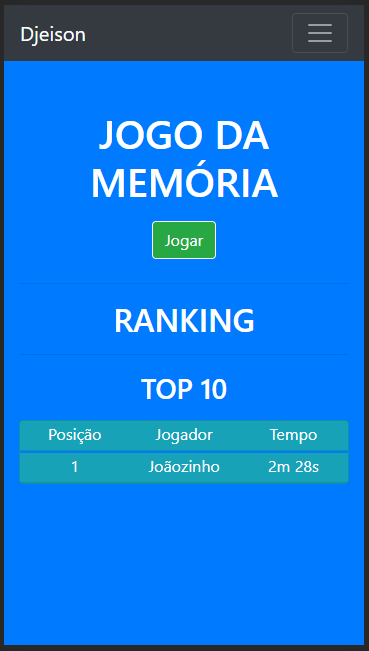 Djeison
JOGO DA
MEMÓRIA
Jogar
RANKING
TOP 10
Posição Jogador Tempo
1 Joãozinho 2m 28s